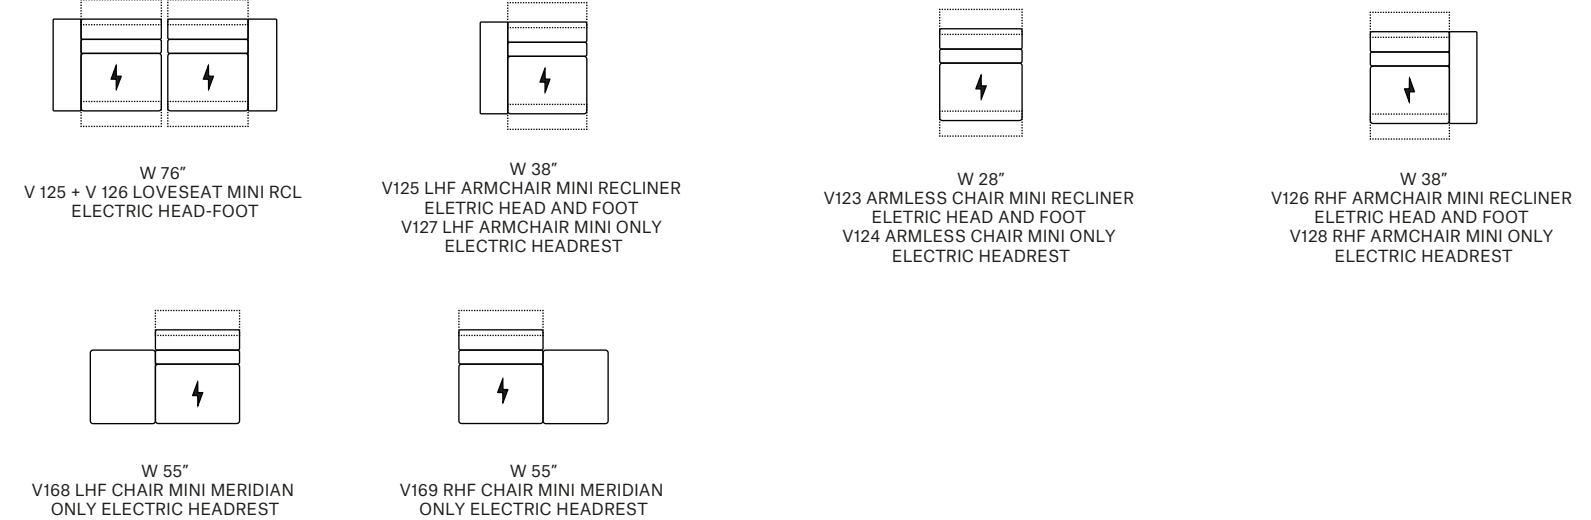 W 76″
V 125 + V 126 LOVESEAT MINI RCL
ELECTRIC HEAD-FOOT
W 38″
V125 LHF ARMCHAIR MINI RECLINER
ELETRIC HEAD AND FOOT
V127 LHF ARMCHAIR MINI ONLY
ELECTRIC HEADREST
W 28″
V123 ARMLESS CHAIR MINI RECLINER
ELETRIC HEAD AND FOOT
V124 ARMLESS CHAIR MINI ONLY
ELECTRIC HEADREST
W 38″
V126 RHF ARMCHAIR MINI RECLINER
ELETRIC HEAD AND FOOT
V128 RHF ARMCHAIR MINI ONLY
ELECTRIC HEADREST
W 55″
V168 LHF CHAIR MINI MERIDIAN
ONLY ELECTRIC HEADREST
W 55″
V169 RHF CHAIR MINI MERIDIAN
ONLY ELECTRIC HEADREST